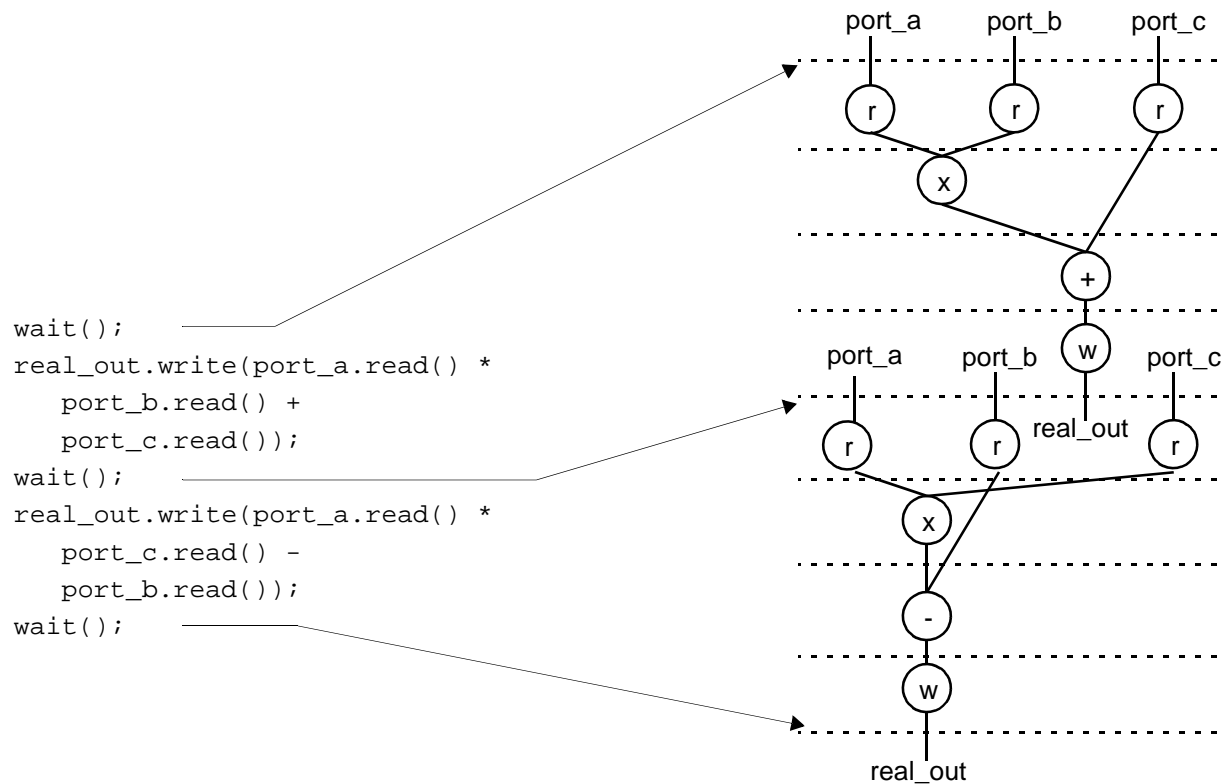 port_a port_b port_c
r r r
x
+
w
wait();
real_out.write(port_a.read() *
port_b.read() +
port_c.read());
wait();
real_out.write(port_a.read() *
port_c.read() -
port_b.read());
wait();
port_a port_b port_c
real_out
r r r
x
-
w
real_out